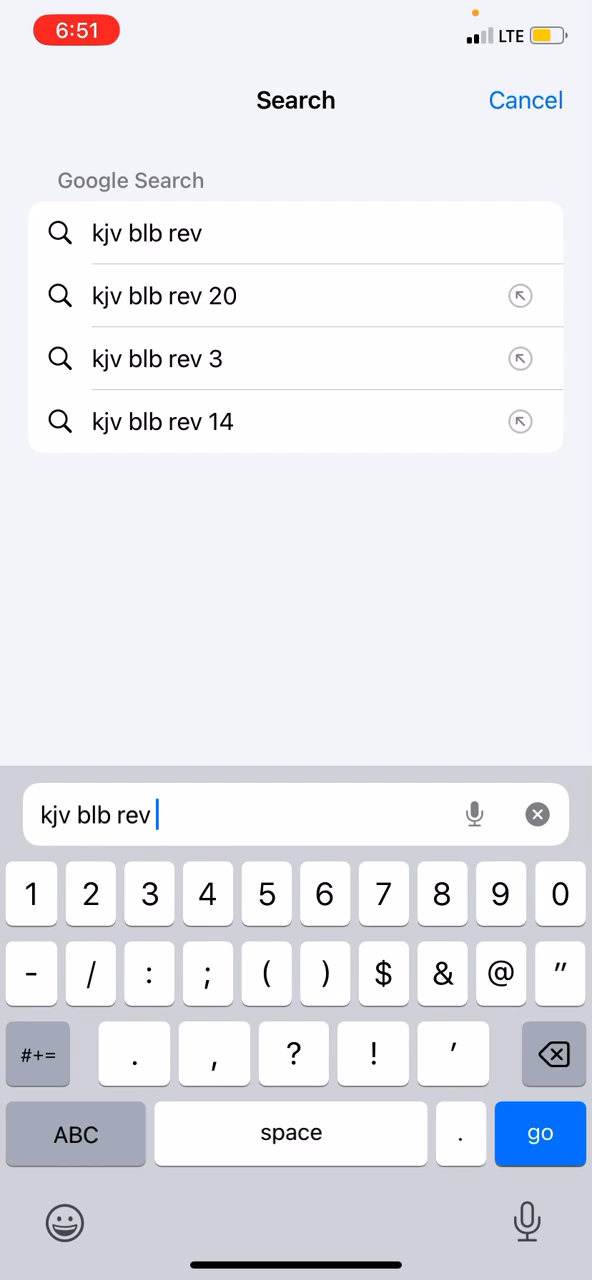 6:51 LTE
Search Cancel
Google Search
kjv blb rev
kjv blb rev 20
kjv blb rev 3
kjv blb rev 14
kjv blb rev
1 2 3 4 5 6 7 8 9 0
- / : ; ( ) $ & @ "
#+= . , ? ! '
ABC space . go